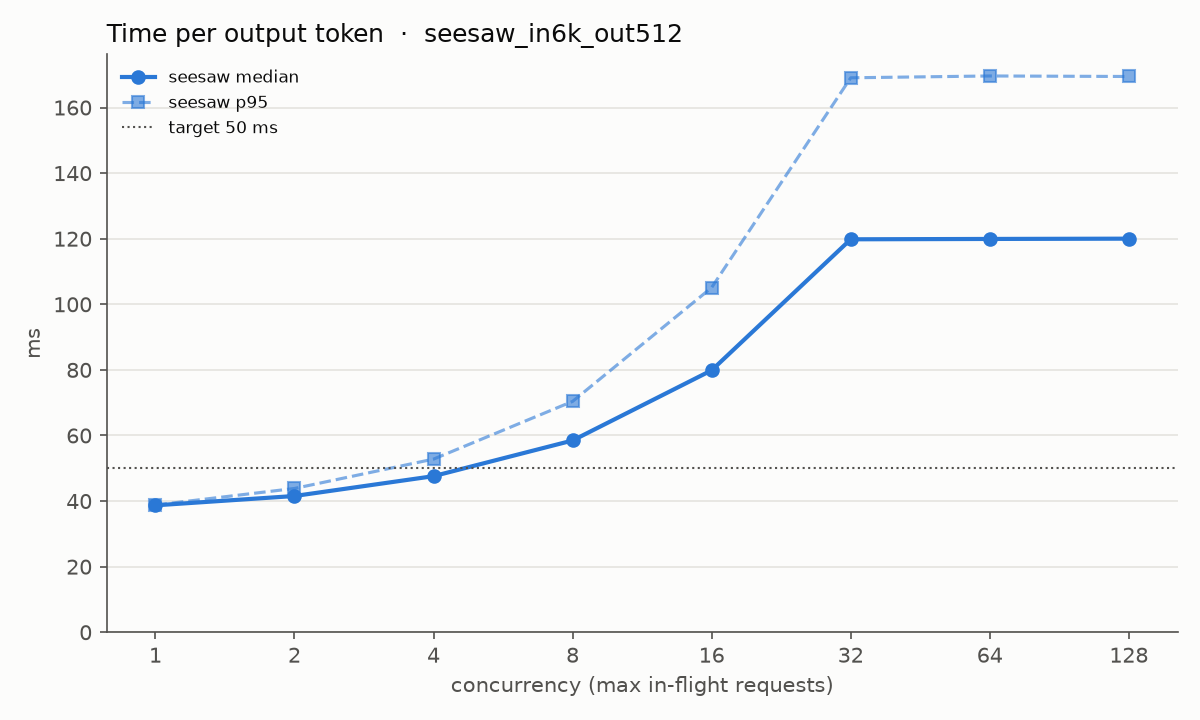 Time per output token · seesaw_in6k_out512
seesaw median
seesaw p95
target 50 ms
160
140
120
100
80
60
40
20
0
ms
1 2 4 8 16 32 64 128
concurrency (max in-flight requests)